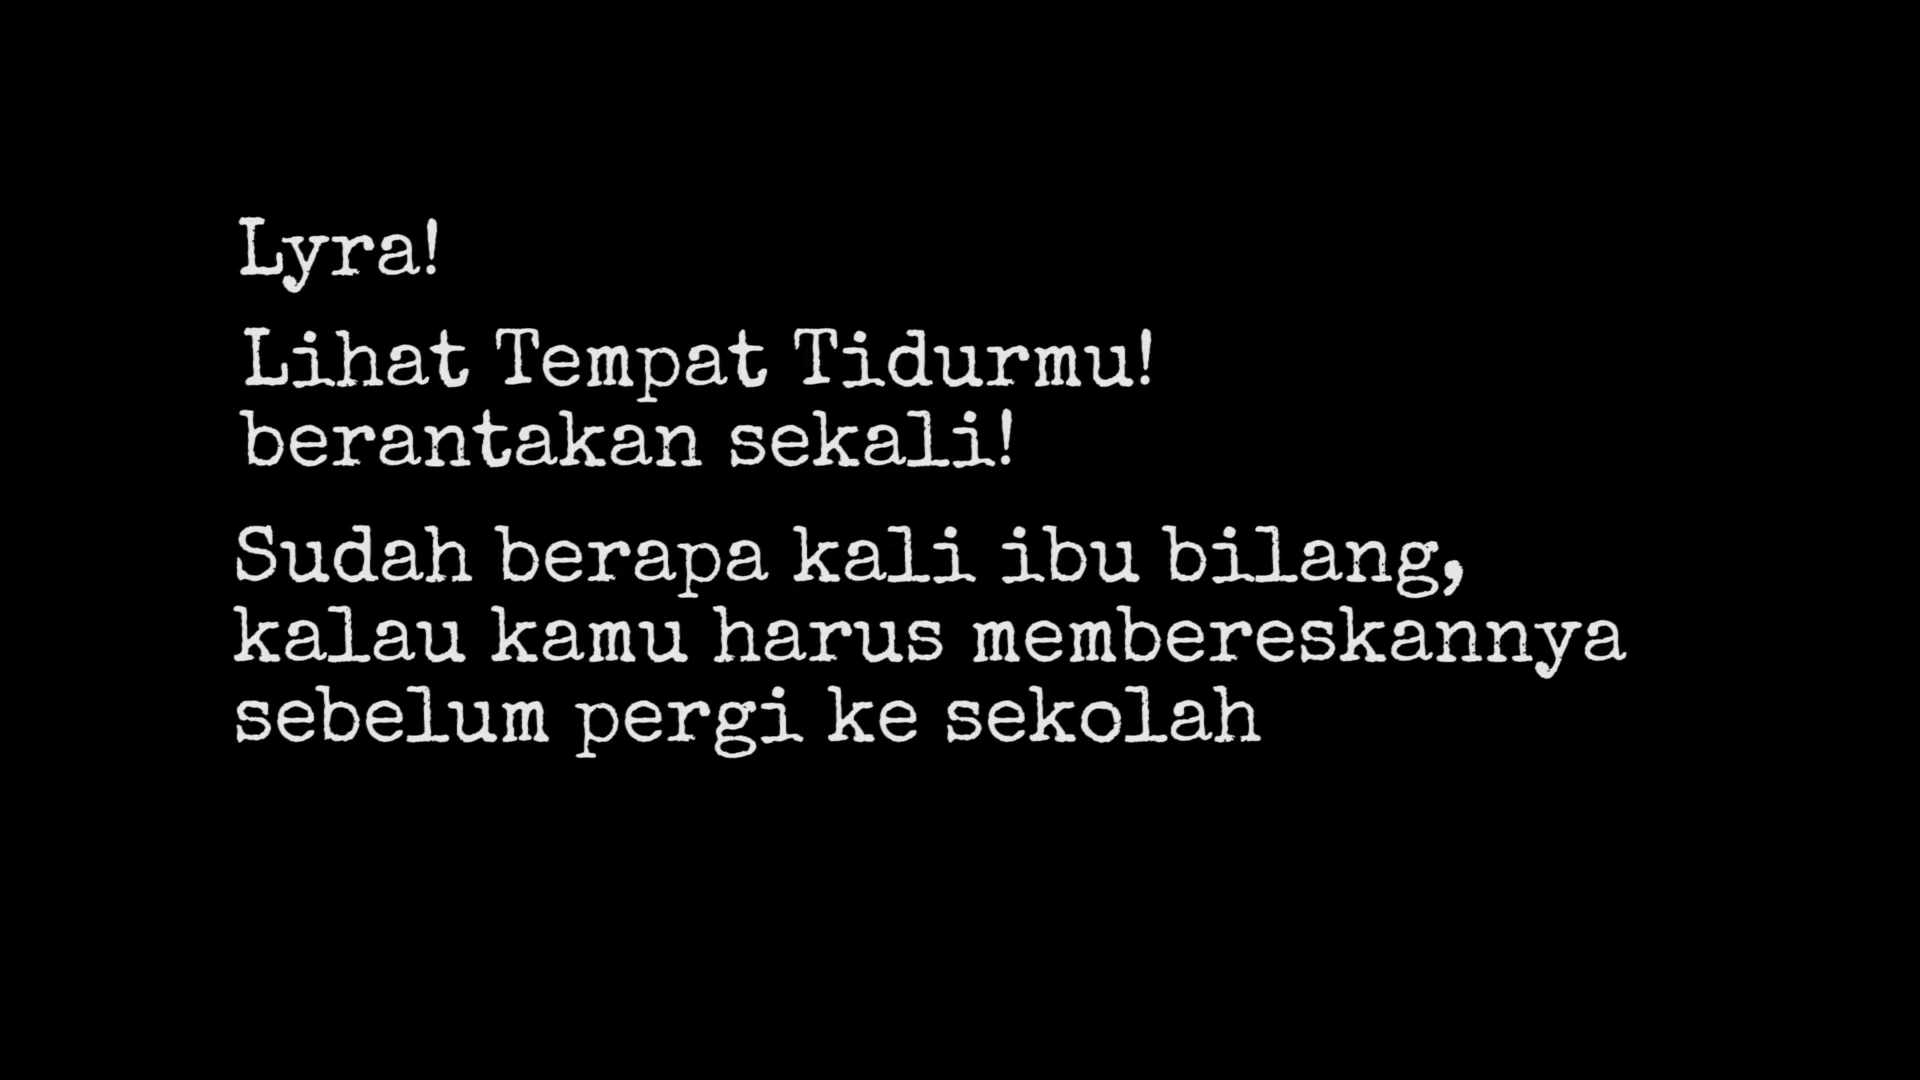 Lyra!
Lihat Tempat Tidurmu!
berantakan sekali!
Sudah berapa kali ibu bilang,
kalau kamu harus membereskannya
sebelum pergi ke sekolah